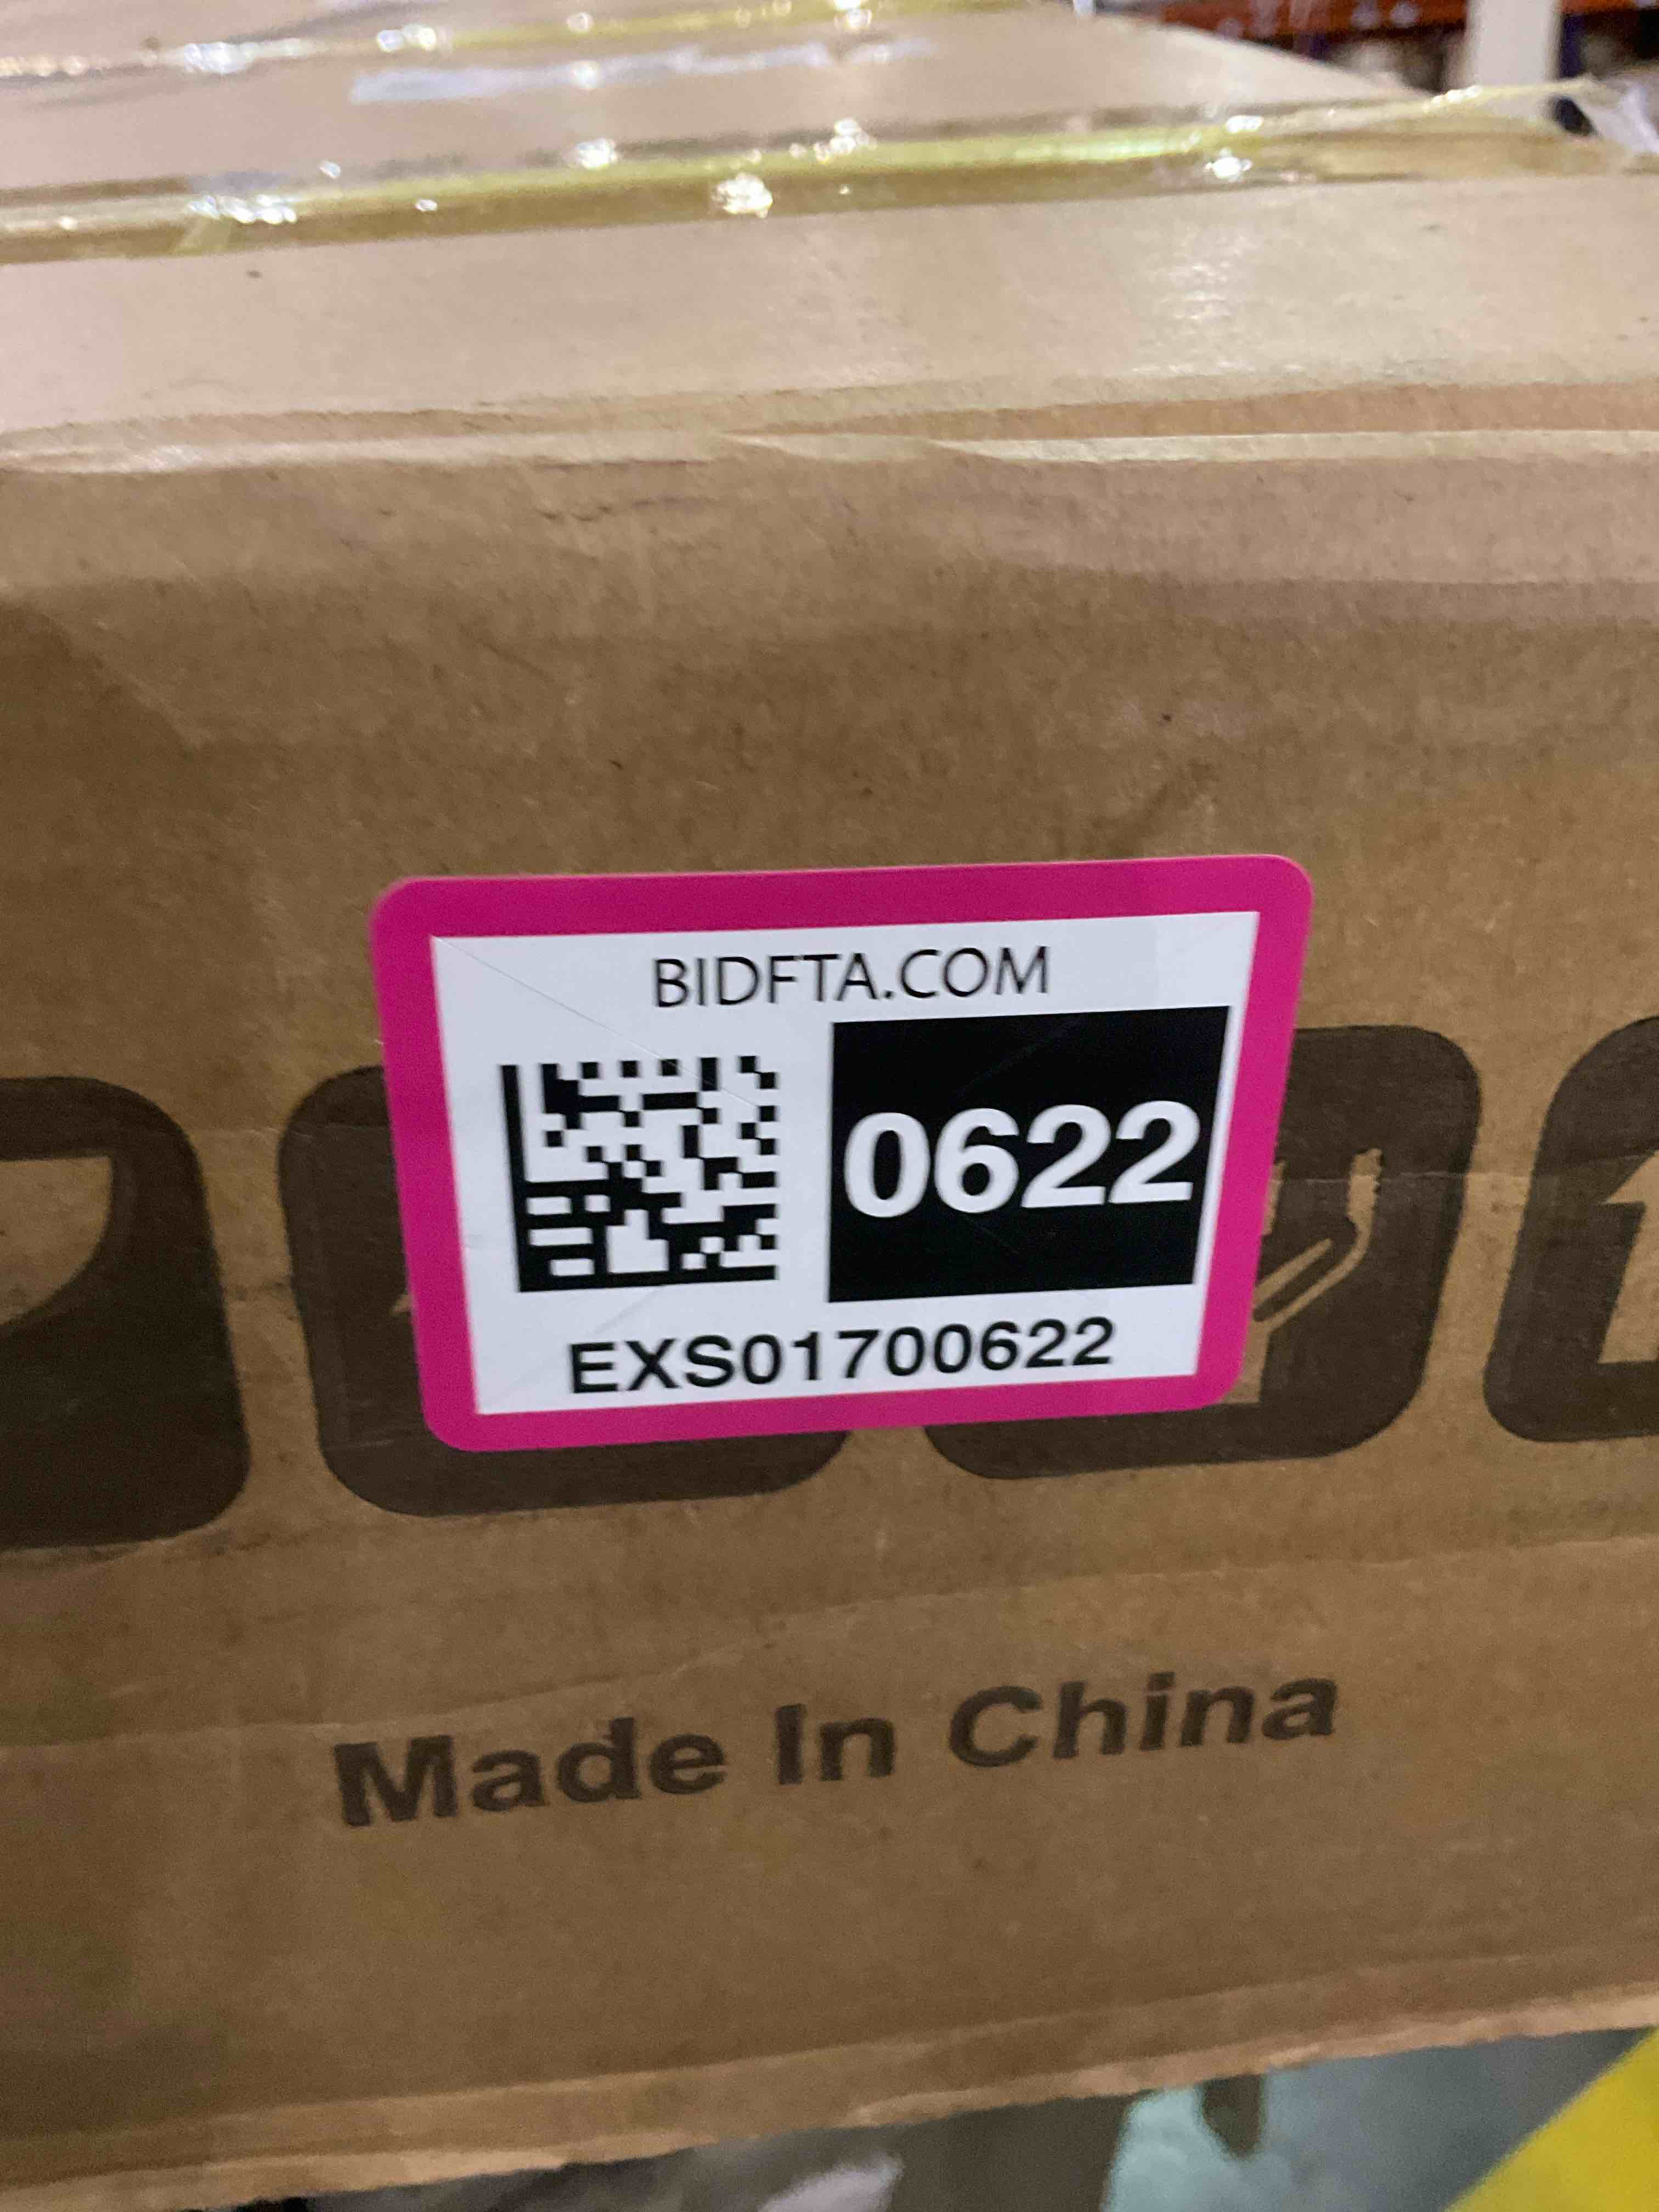 BIDFTA.COM
0622
EXS01700622
Made In China